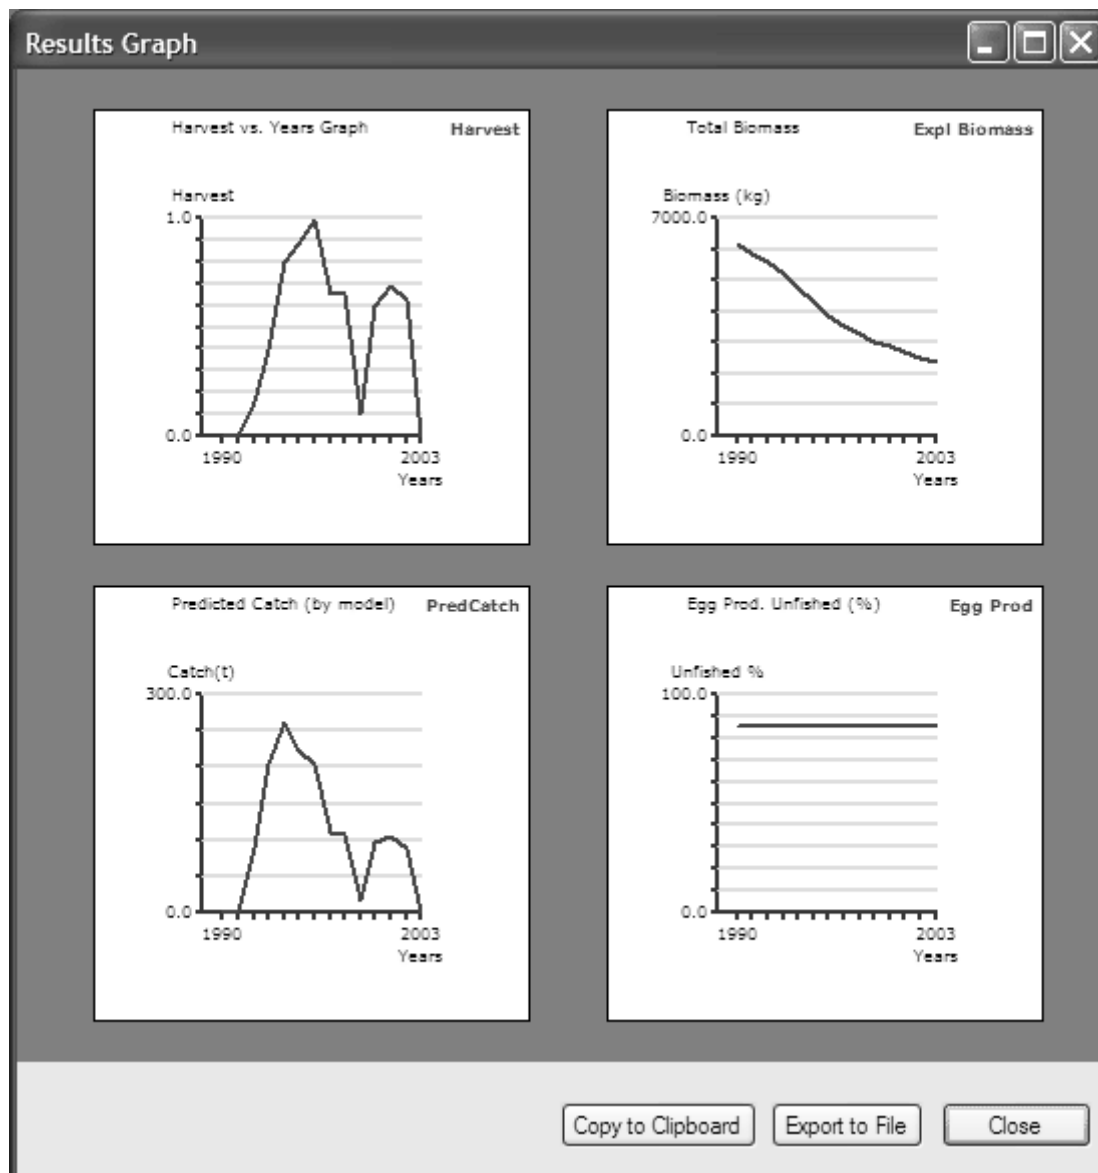 Results Graph
Harvest vs. Years Graph Harvest
Harvest
1.0
0.0
1990 2003
Years
Total Biomass Expl Biomass
Biomass (kg)
7000.0
0.0
1990 2003
Years
Predicted Catch (by model) PredCatch
Catch(t)
300.0
0.0
1990 2003
Years
Egg Prod. Unfished (%) Egg Prod
Unfished %
100.0
0.0
1990 2003
Years
Copy to Clipboard Export to File Close